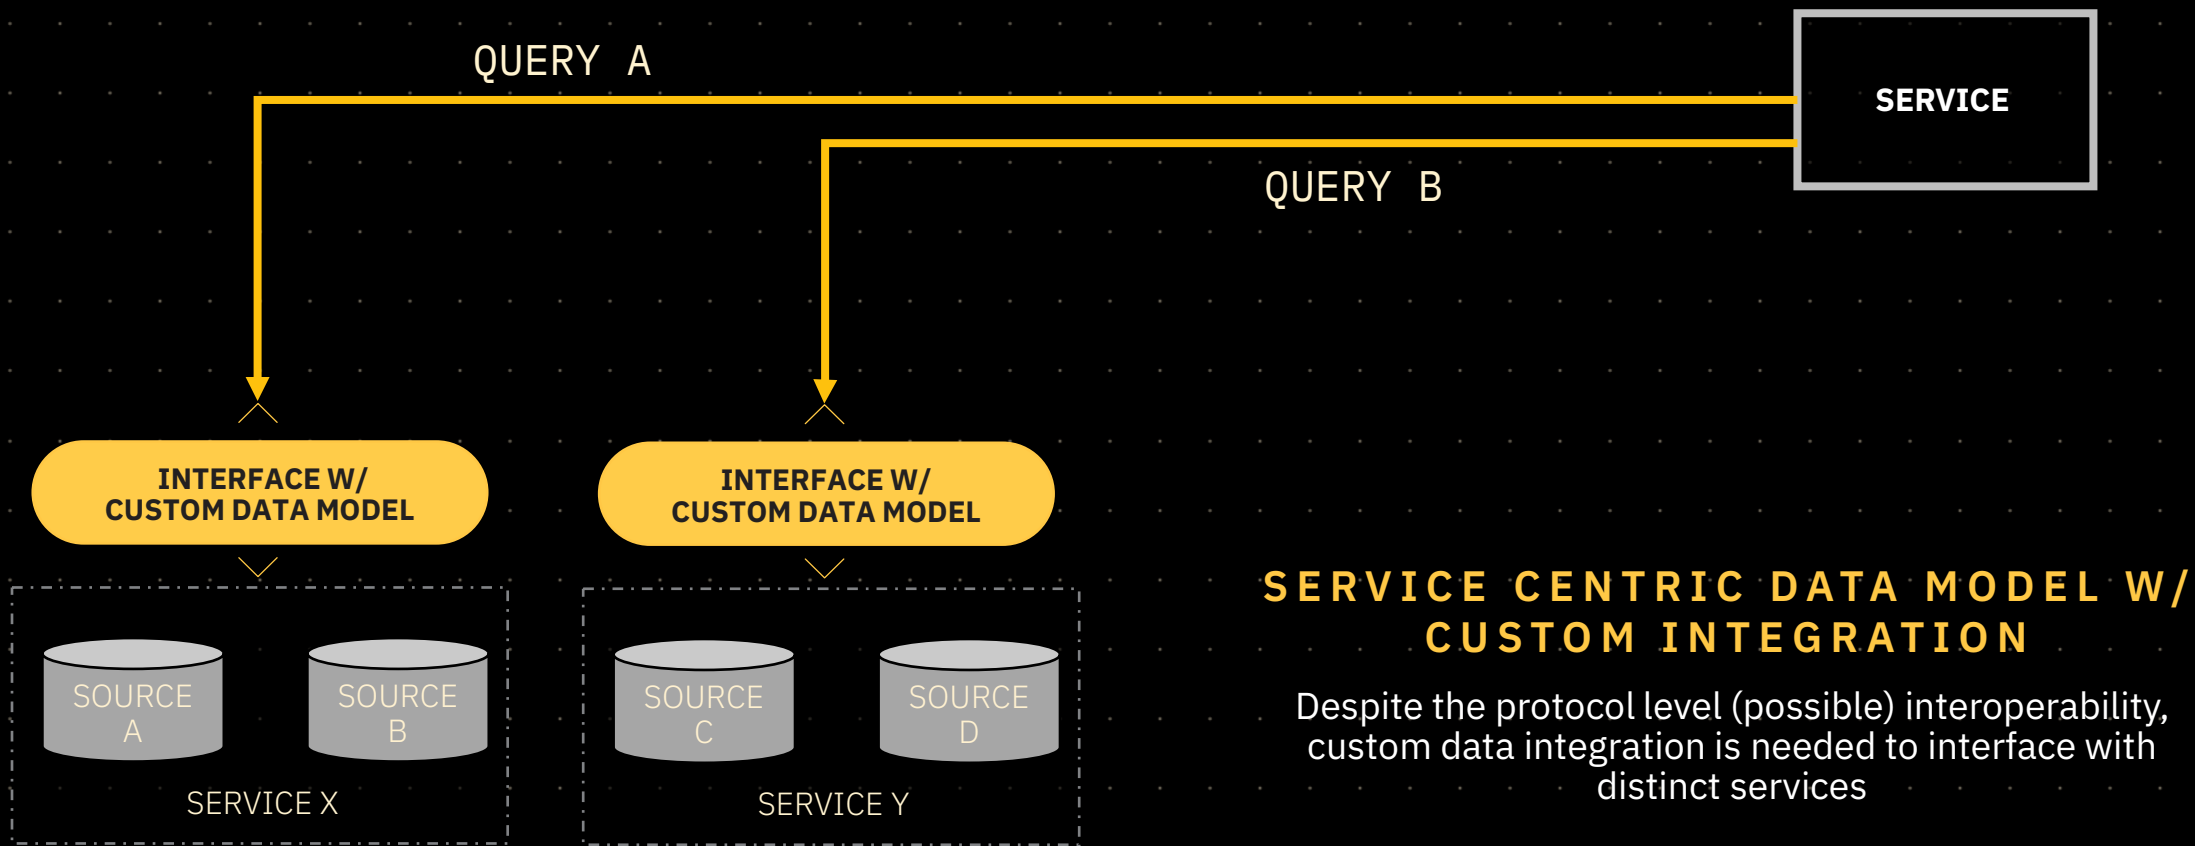 QUERY A
SERVICE
QUERY B
INTERFACE W/
CUSTOM DATA MODEL
INTERFACE W/
CUSTOM DATA MODEL
SOURCE
A
SOURCE
B
SERVICE X
SOURCE
C
SOURCE
D
SERVICE Y
SERVICE CENTRIC DATA MODEL W/
CUSTOM INTEGRATION
Despite the protocol level (possible) interoperability,
custom data integration is needed to interface with
distinct services